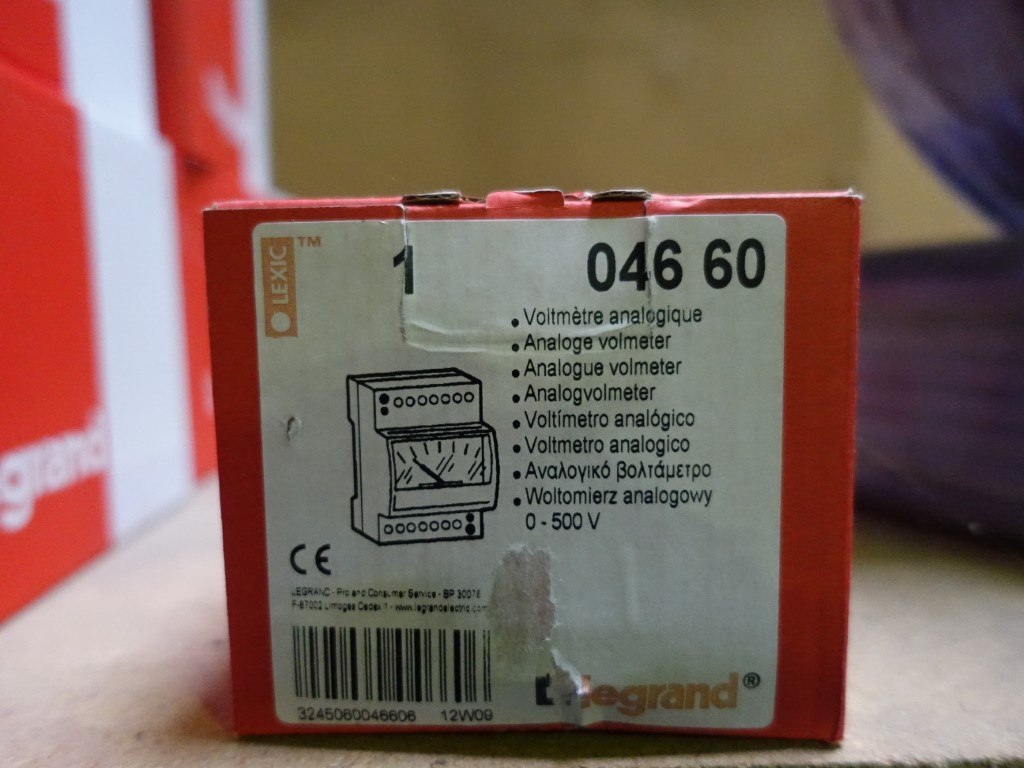 LEXIC™
1
046 60
Voltmètre analogique
Analoge volmeter
Analogue volmeter
Analogvolmeter
Voltímetro analógico
Voltmetro analogico
Αναλογικό βολτάμετρο
Woltomierz analogowy
0 - 500 V
CE
LEGRAND - Pro and Consumer Service - BP 30076
F-87002 Limoges Cedex 1 - www.legrandelectric.com
3245060046606 12W09
legrand®
grand